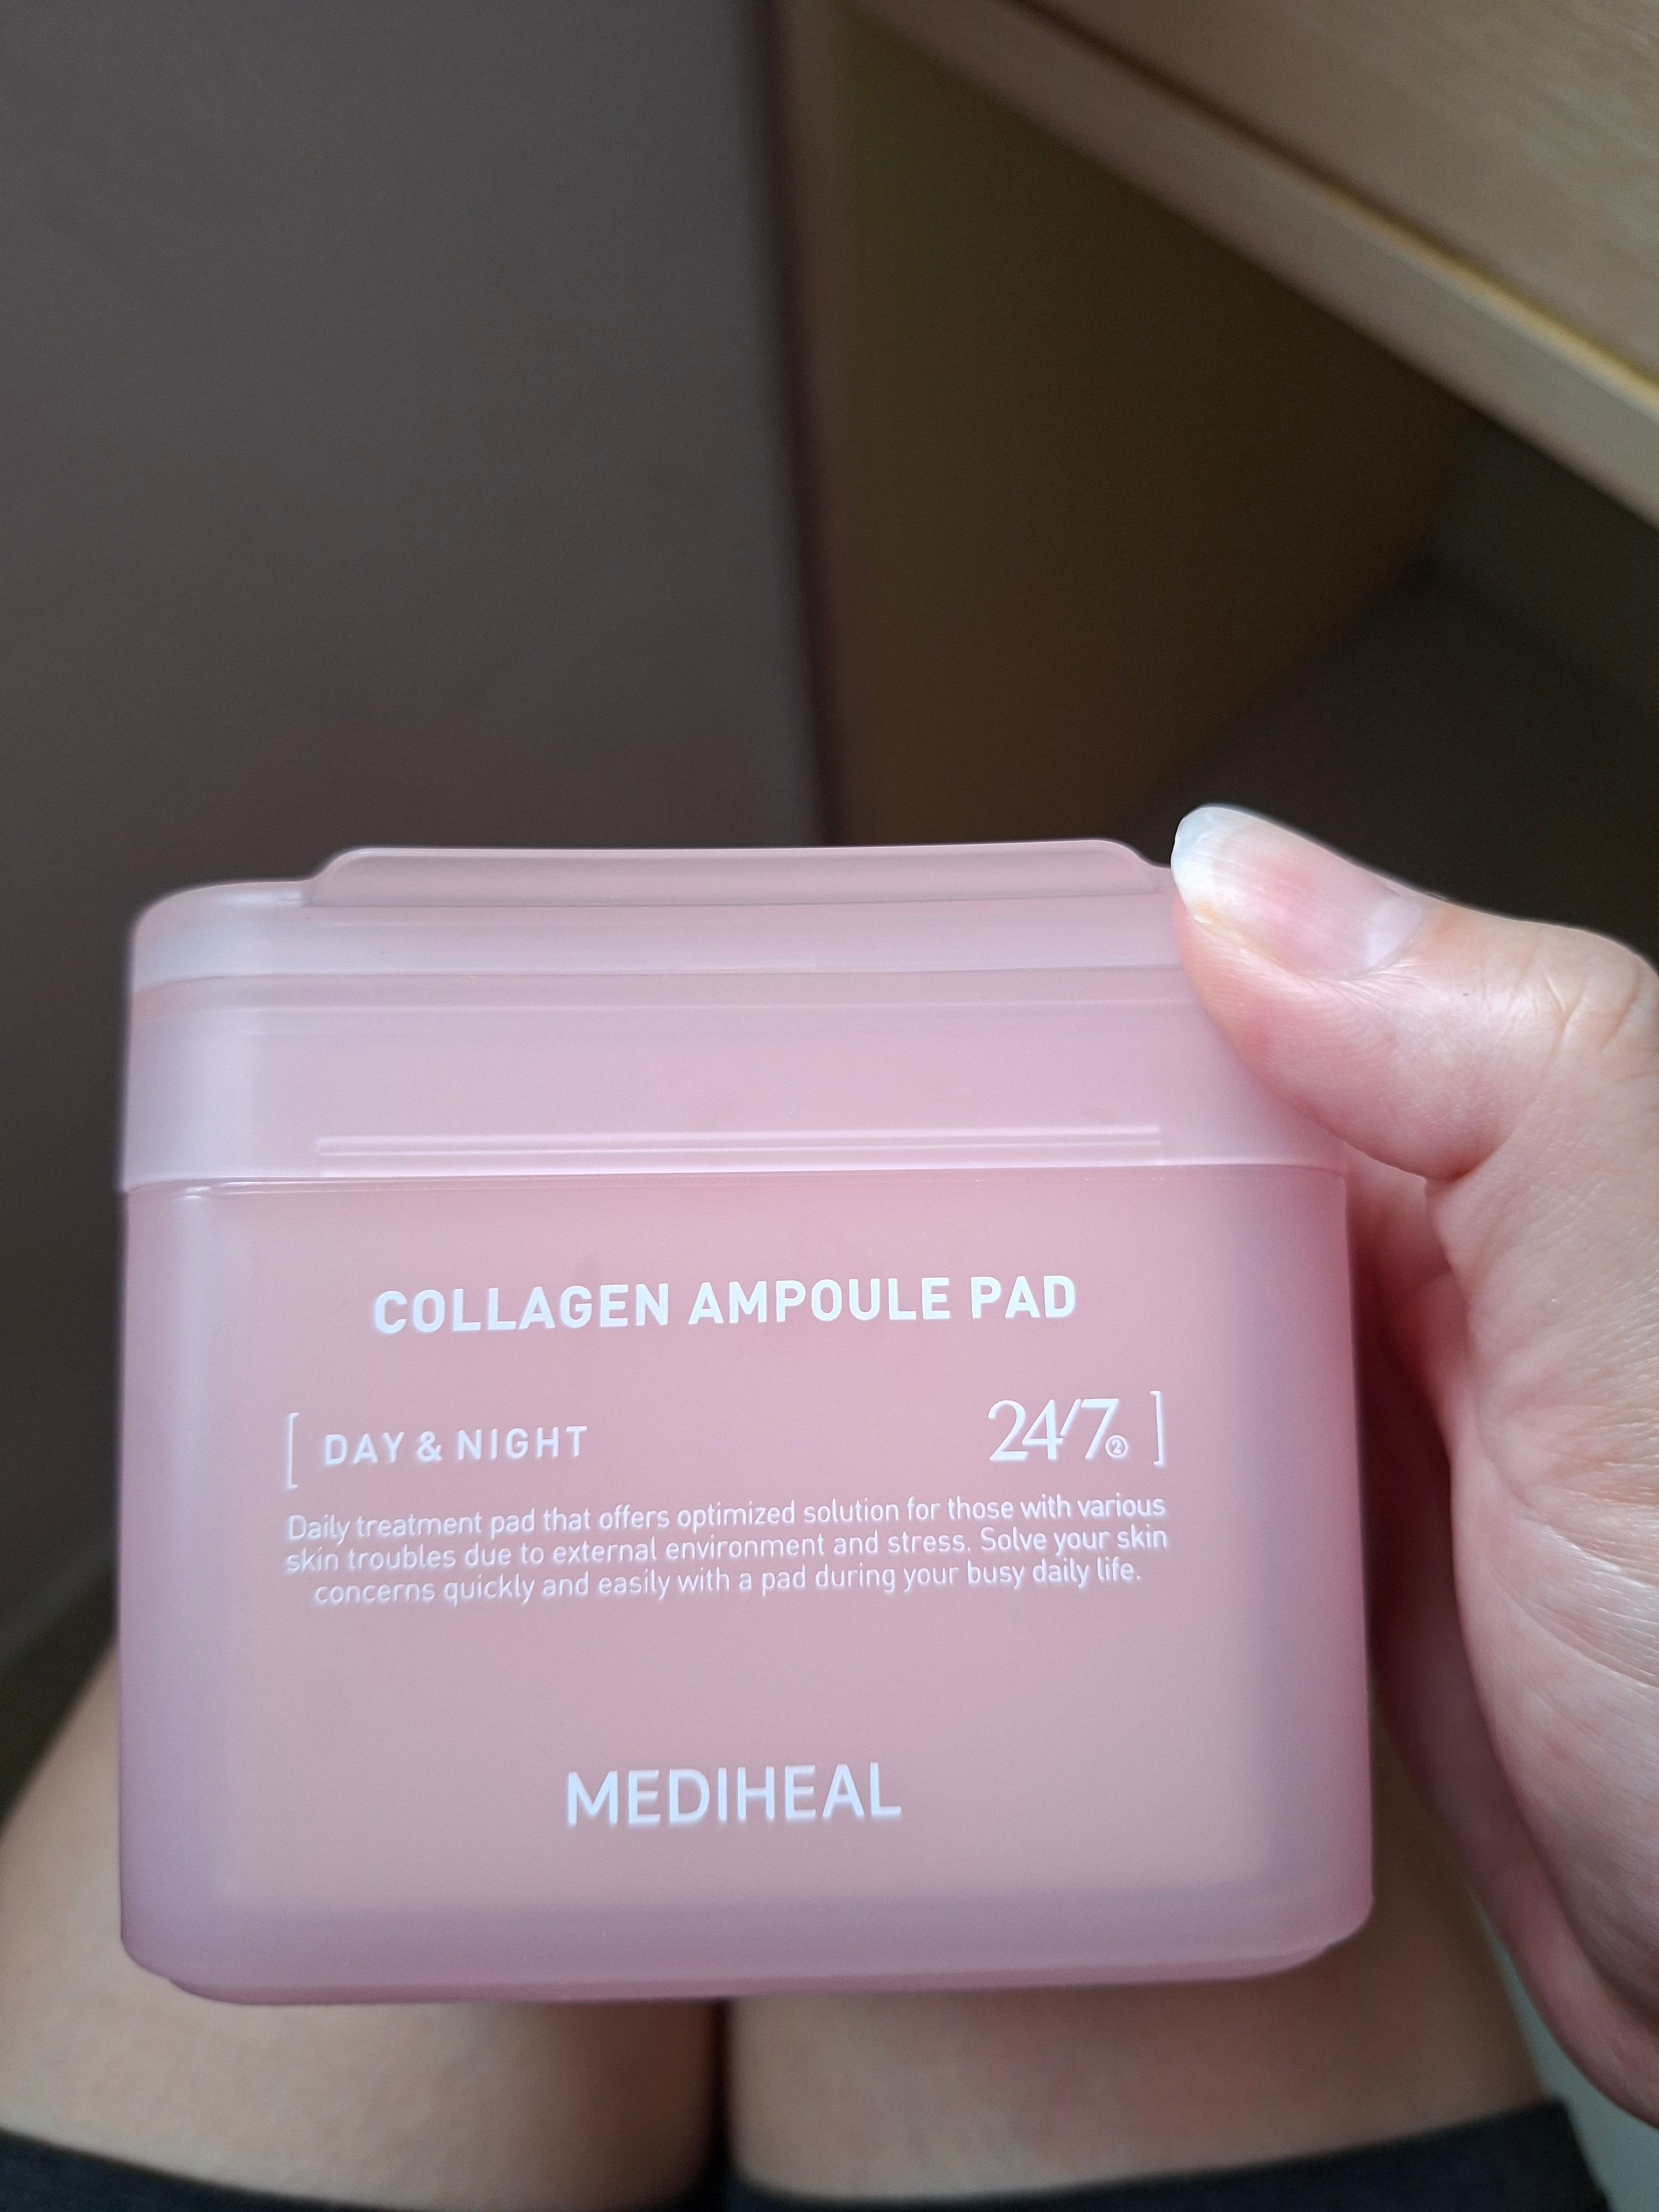 COLLAGEN AMPOULE PAD
[ DAY & NIGHT 24/7② ]
Daily treatment pad that offers optimized solution for those with various
skin troubles due to external environment and stress. Solve your skin
concerns quickly and easily with a pad during your busy daily life.
MEDIHEAL